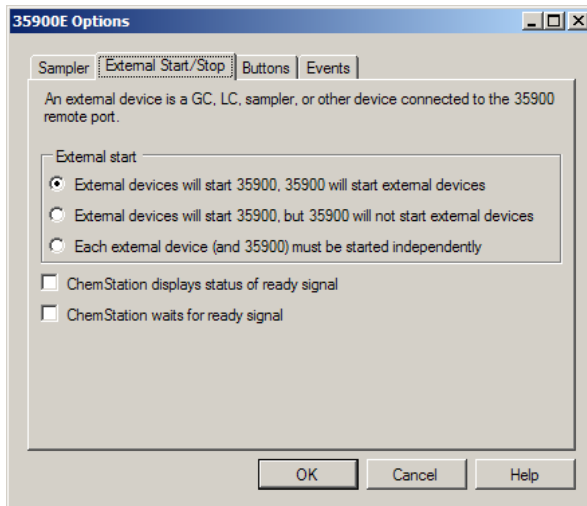 35900E Options
Sampler External Start/Stop Buttons Events
An external device is a GC, LC, sampler, or other device connected to the 35900
remote port.
External start
External devices will start 35900, 35900 will start external devices
External devices will start 35900, but 35900 will not start external devices
Each external device (and 35900) must be started independently
ChemStation displays status of ready signal
ChemStation waits for ready signal
OK Cancel Help